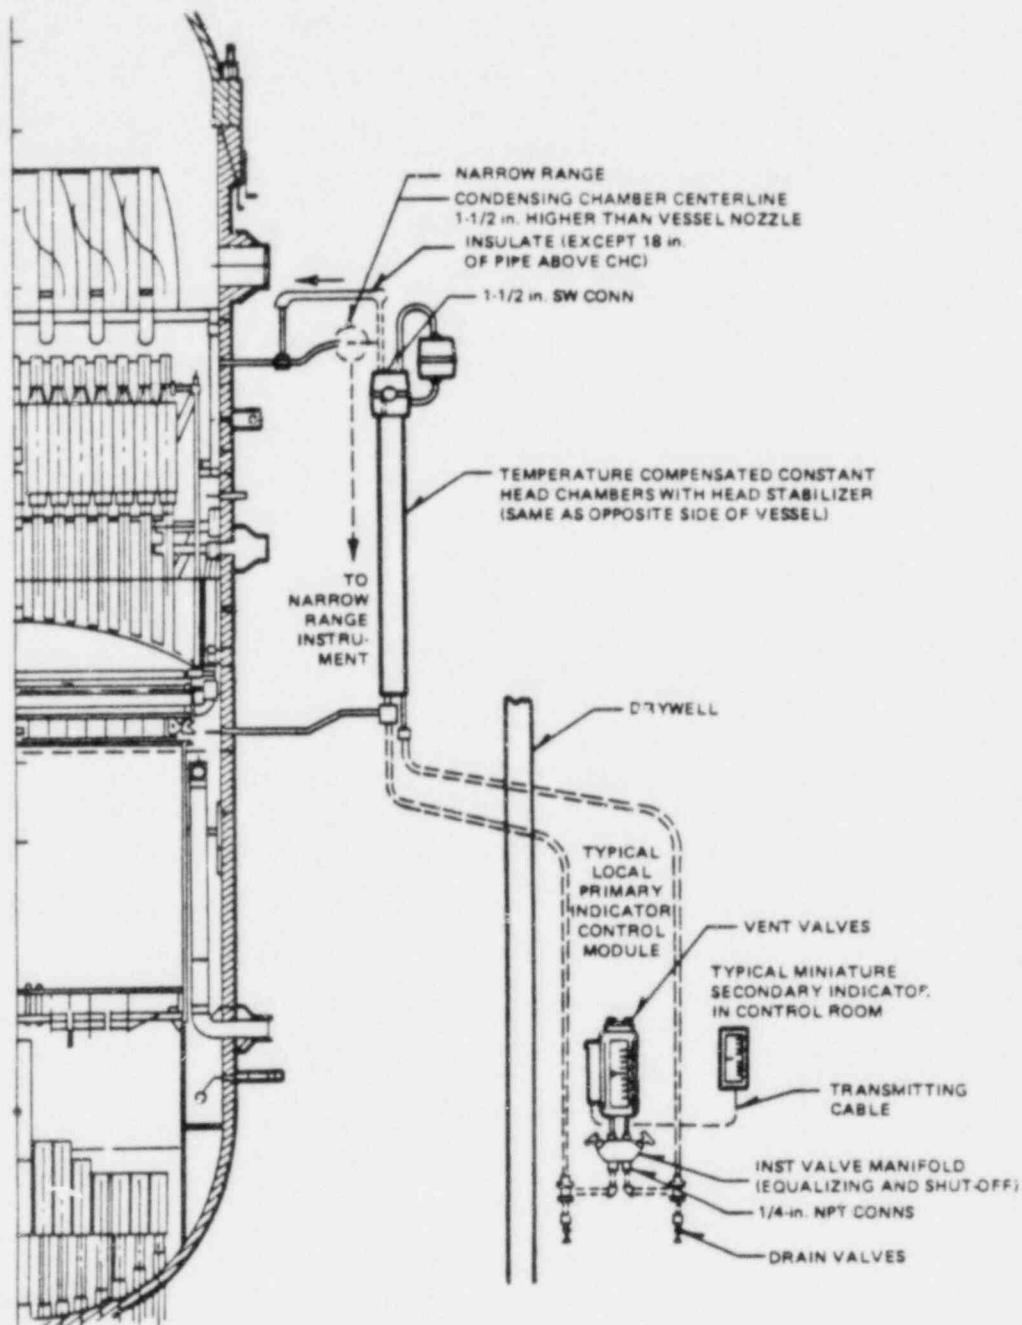 NARROW RANGE
CONDENSING CHAMBER CENTERLINE
1-1/2 in. HIGHER THAN VESSEL NOZZLE
INSULATE (EXCEPT 18 in.
OF PIPE ABOVE CHC)
1-1/2 in. SW CONN
TEMPERATURE COMPENSATED CONSTANT
HEAD CHAMBERS WITH HEAD STABILIZER
(SAME AS OPPOSITE SIDE OF VESSEL)
TO
NARROW
RANGE
INSTRU-
MENT
DRYWELL
TYPICAL
LOCAL
PRIMARY
INDICATOR
CONTROL
MODULE
VENT VALVES
TYPICAL MINIATURE
SECONDARY INDICATOR
IN CONTROL ROOM
TRANSMITTING
CABLE
INST VALVE MANIFOLD
(EQUALIZING AND SHUT-OFF)
1/4-in. NPT CONNS
DRAIN VALVES